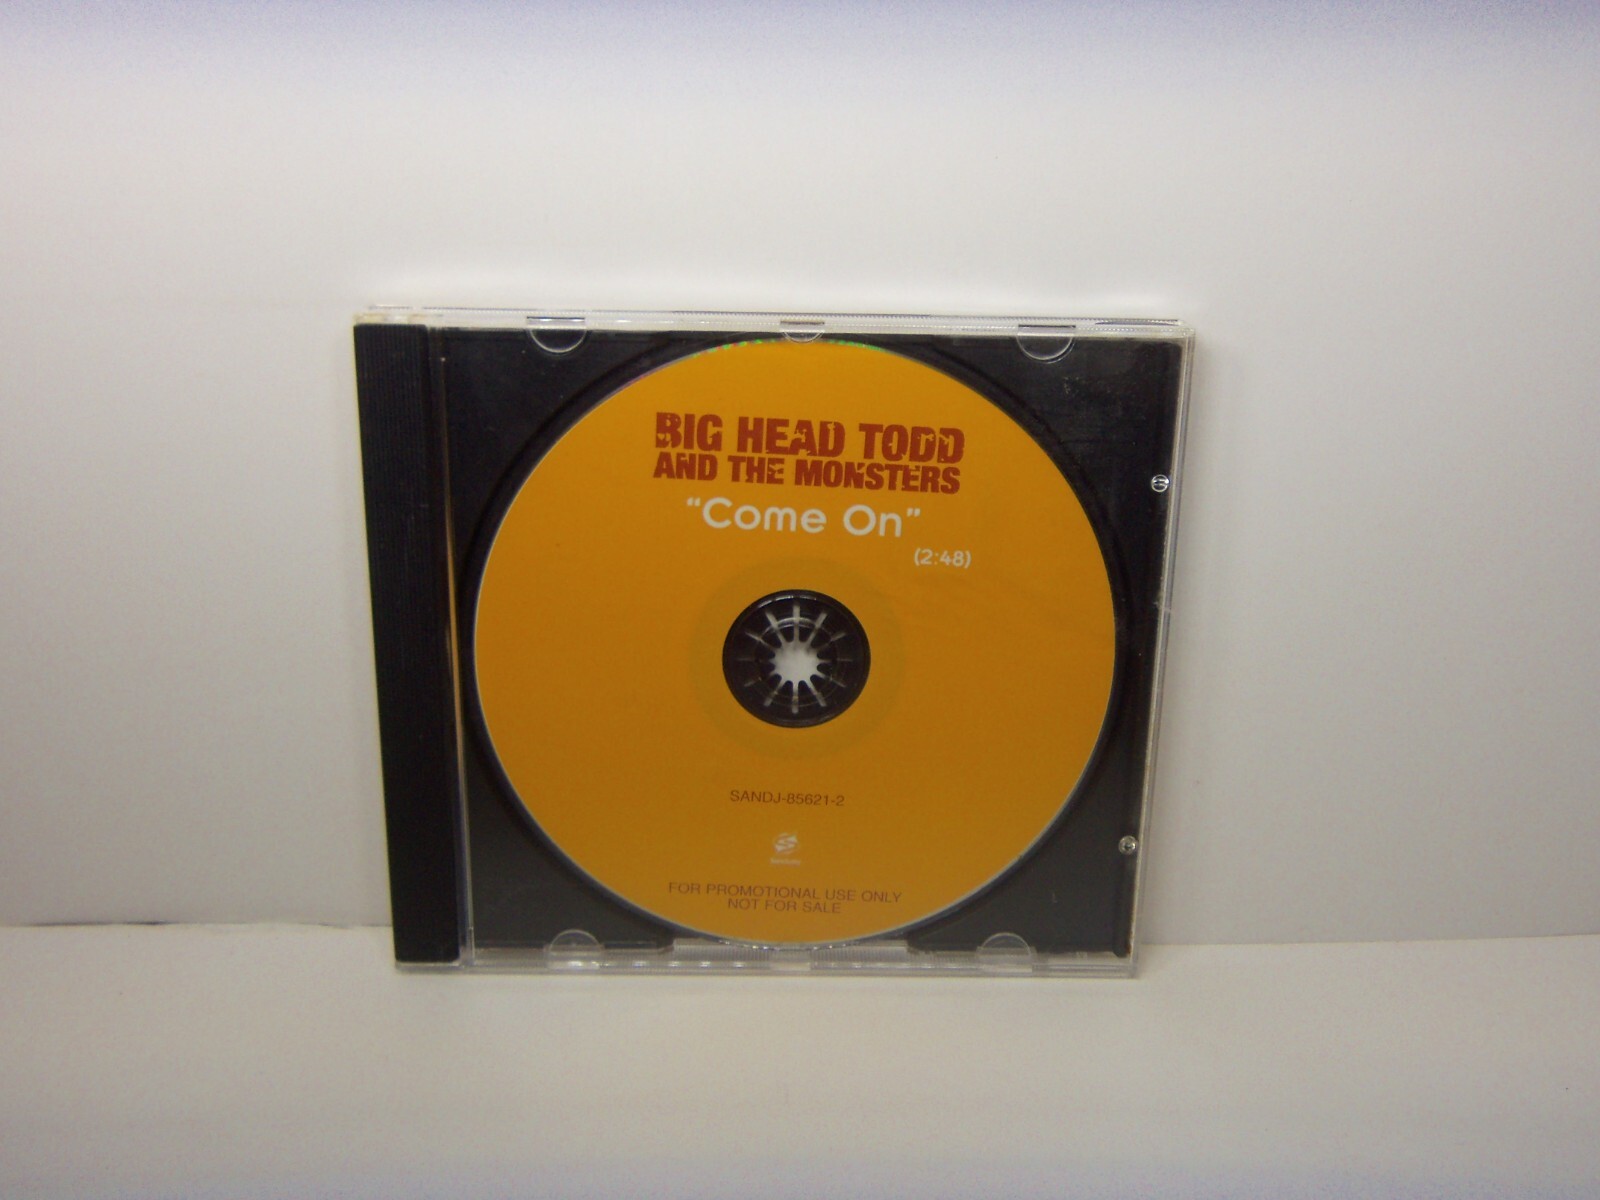 BIG HEAD TODD
AND THE MONSTERS
"Come On"
(2:48)
SANDJ-85621-2
FOR PROMOTIONAL USE ONLY
NOT FOR SALE